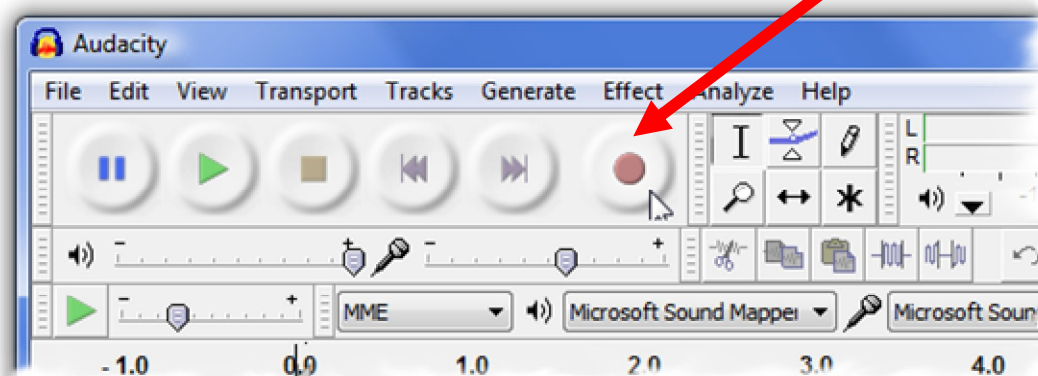 Audacity
File Edit View Transport Tracks Generate Effect Analyze Help
L
R
- +
- +
- + MME Microsoft Sound Mapper Microsoft Soun
- 1.0 0.0 1.0 2.0 3.0 4.0